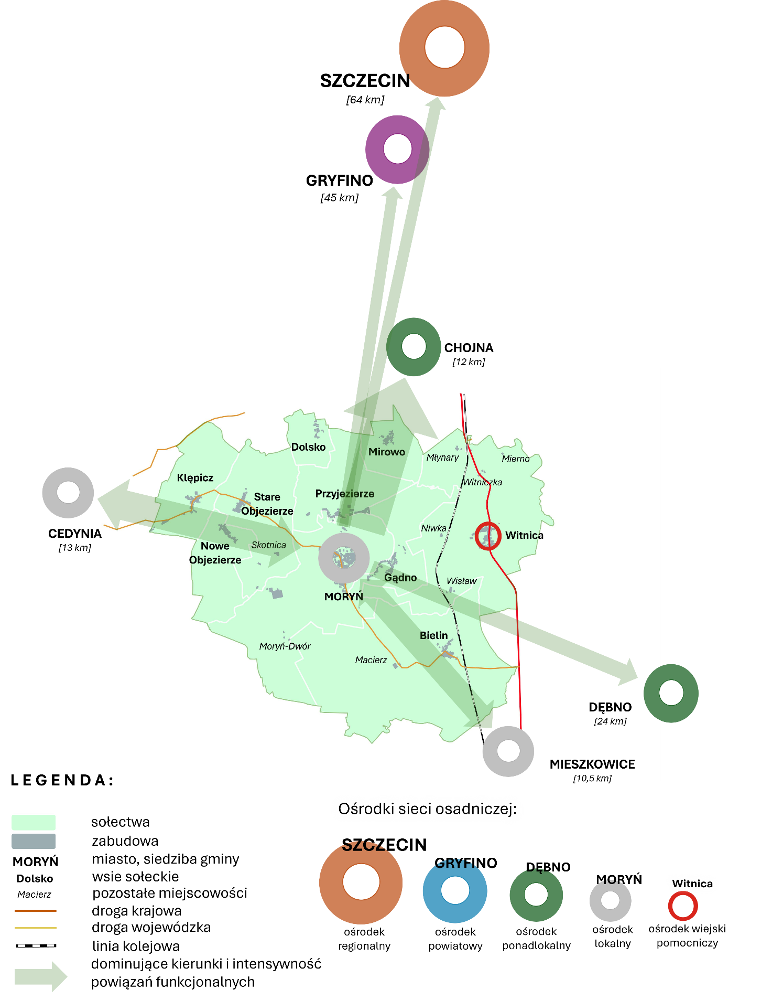 SZCZECIN
[64 km]
GRYFINO
[45 km]
CHOJNA
[12 km]
Dolsko
Mirowo
Młynary
Mierno
Klępicz
Witniczka
Stare
Objezierze
Przyjezierze
CEDYNIA
[13 km]
Niwka
Witnica
Nowe
Objezierze
Skotnica
Gądno
Wisław
MORYŃ
Bielin
Moryń-Dwór
Macierz
DĘBNO
[24 km]
MIESZKOWICE
[10,5 km]
LEGENDA:
sołectwa
zabudowa
MORYŃ miasto, siedziba gminy
Dolsko wsie sołeckie
Macierz pozostałe miejscowości
droga krajowa
droga wojewódzka
linia kolejowa
dominujące kierunki i intensywność
powiązań funkcjonalnych
Ośrodki sieci osadniczej:
SZCZECIN
ośrodek
regionalny
GRYFINO
ośrodek
powiatowy
DĘBNO
ośrodek
ponadlokalny
MORYŃ
ośrodek
lokalny
Witnica
ośrodek wiejski
pomocniczy